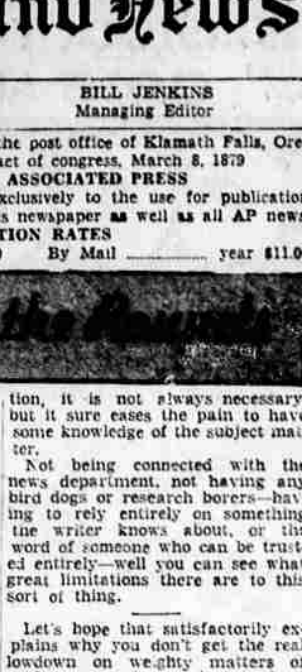 and News
BILL JENKINS
Managing Editor
the post office of Klamath Falls, Ore
act of congress, March 8, 1879
ASSOCIATED PRESS
xclusively to the use for publication
s newspaper as well as all AP news
TION RATES
By Mail ............ year $11.0
the
tion, it is not always necessary
but it sure eases the pain to have
some knowledge of the subject mat
ter.
Not being connected with the
news department, not having any
bird dogs or research borers—hav
ing to rely entirely on something
the writer knows about, or the
word of someone who can be trust
ed entirely—well you can see what
great limitations there are to this
sort of thing.
Let's hope that satisfactorily ex
plains why you don't get the real
lowdown on weighty matters